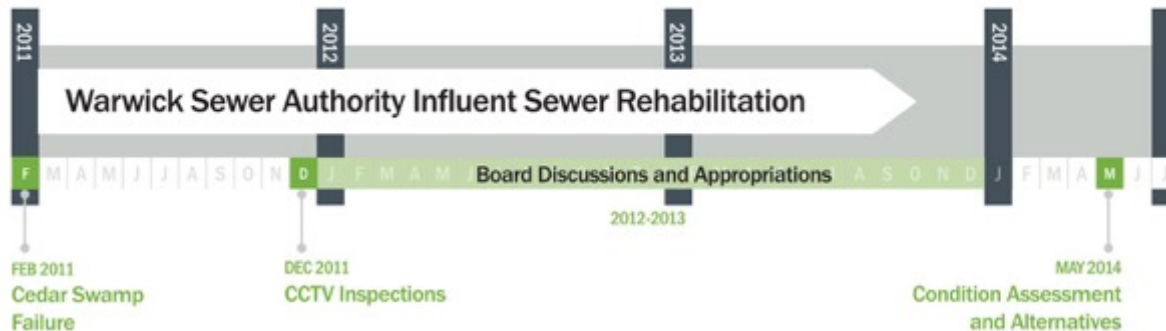 2011
2012
2013
2014
Warwick Sewer Authority Influent Sewer Rehabilitation
F M A M J J A S O N D J F M A M J Board Discussions and Appropriations A S O N D J F M A M J J
2012-2013
FEB 2011
Cedar Swamp
Failure
DEC 2011
CCTV Inspections
MAY 2014
Condition Assessment
and Alternatives